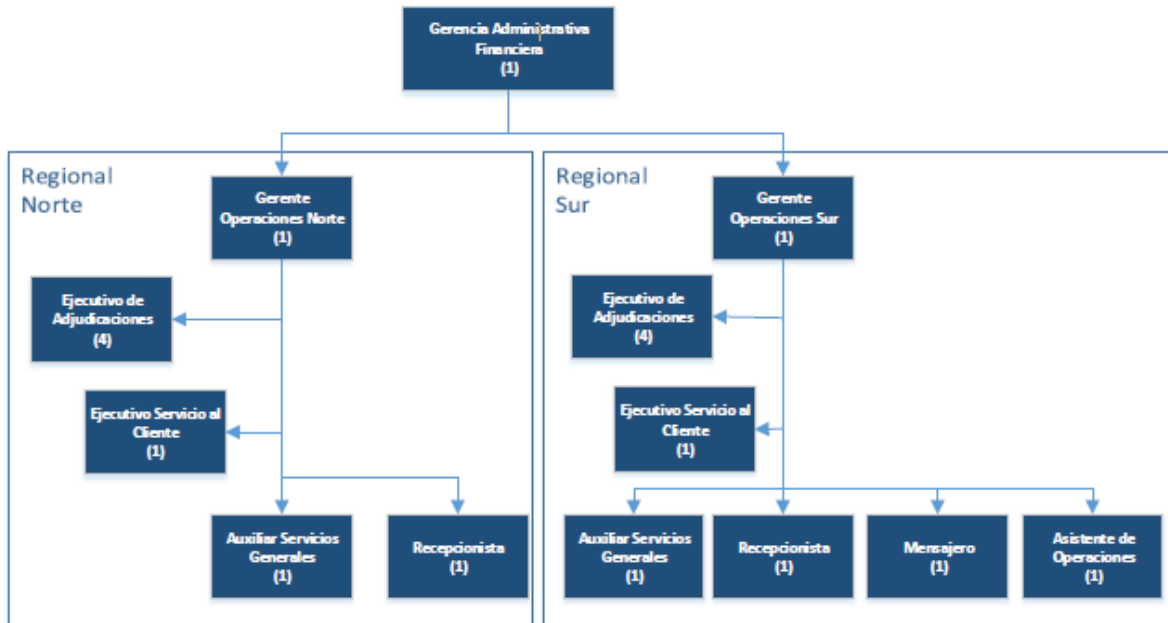 Gerencia Administrativa
Financiera
(1)
Regional
Norte
Gerente
Operaciones Norte
(1)
Ejecutivo de
Adjudicaciones
(4)
Ejecutivo Servicio al
Cliente
(1)
Auxiliar Servicios
Generales
(1)
Recepcionista
(1)
Regional
Sur
Gerente
Operaciones Sur
(1)
Ejecutivo de
Adjudicaciones
(4)
Ejecutivo Servicio al
Cliente
(1)
Auxiliar Servicios
Generales
(1)
Recepcionista
(1)
Mensajero
(1)
Asistente de
Operaciones
(1)